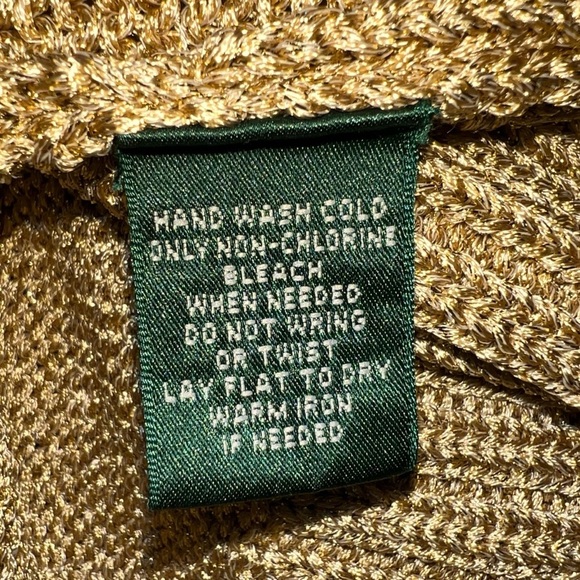 HAND WASH COLD
ONLY NON-CHLORINE
BLEACH
WHEN NEEDED
DO NOT WRING
OR TWIST
LAY FLAT TO DRY
WARM IRON
IF NEEDED